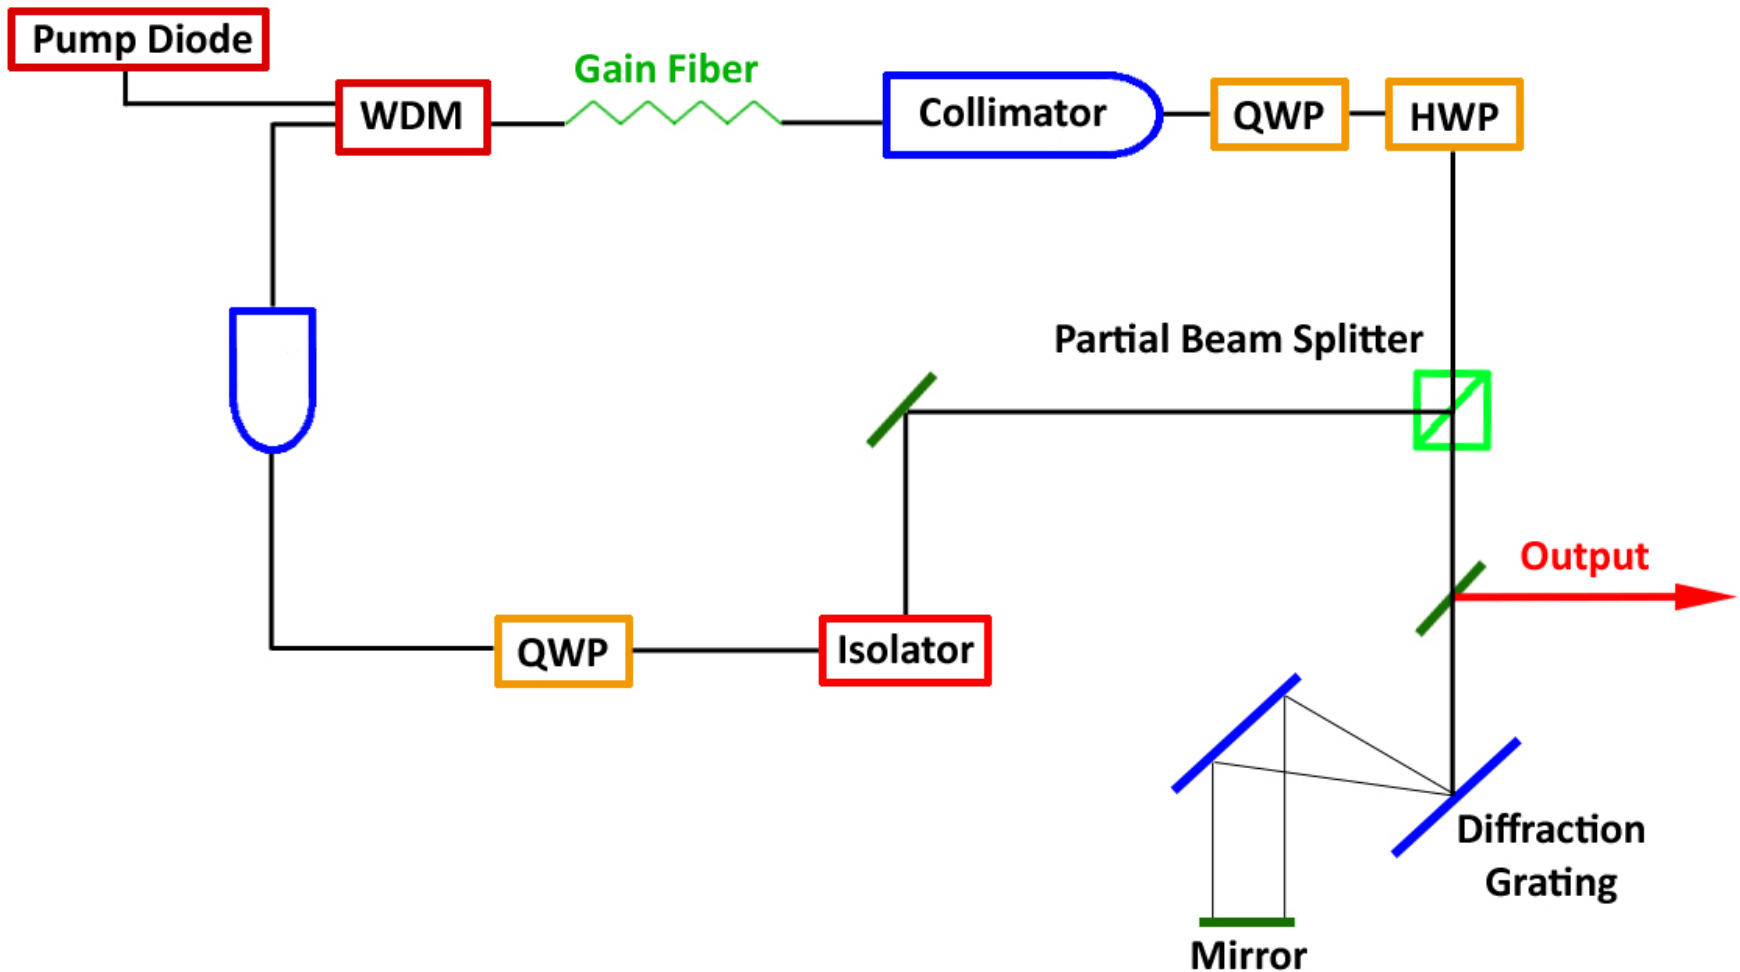 Pump Diode
WDM
Gain Fiber
Collimator
QWP
HWP
Partial Beam Splitter
Output
QWP
Isolator
Diffraction
Grating
Mirror